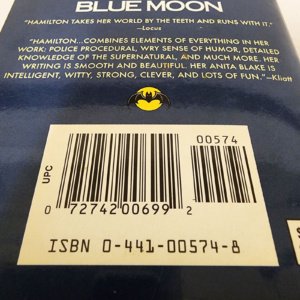 BLUE MOON
"HAMILTON TAKES HER WORLD BY THE TEETH AND RUNS WITH IT."
—Locus
"HAMILTON...COMBINES ELEMENTS OF EVERYTHING IN HER
WORK: POLICE PROCEDURAL, WRY SENSE OF HUMOR, DETAILED
KNOWLEDGE OF THE SUPERNATURAL, AND MUCH MORE. HER
WRITING IS SMOOTH AND BEAUTIFUL. HER ANITA BLAKE IS
INTELLIGENT, WITTY, STRONG, CLEVER, AND LOTS OF FUN."—Kliatt
00574
UPC
0 72742 00699 2
ISBN 0-441-00574-8